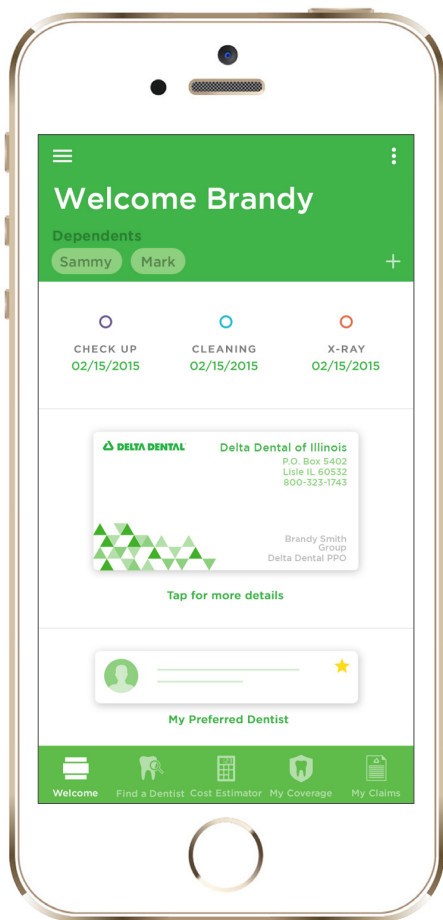 Welcome Brandy
Dependents
Sammy Mark +
CHECK UP CLEANING X-RAY
02/15/2015 02/15/2015 02/15/2015
DELTA DENTAL Delta Dental of Illinois
P.O. Box 5402
Lisle IL 60532
800-323-1743
Brandy Smith
Group
Delta Dental PPO
Tap for more details
My Preferred Dentist
Welcome Find a Dentist Cost Estimator My Coverage My Claims